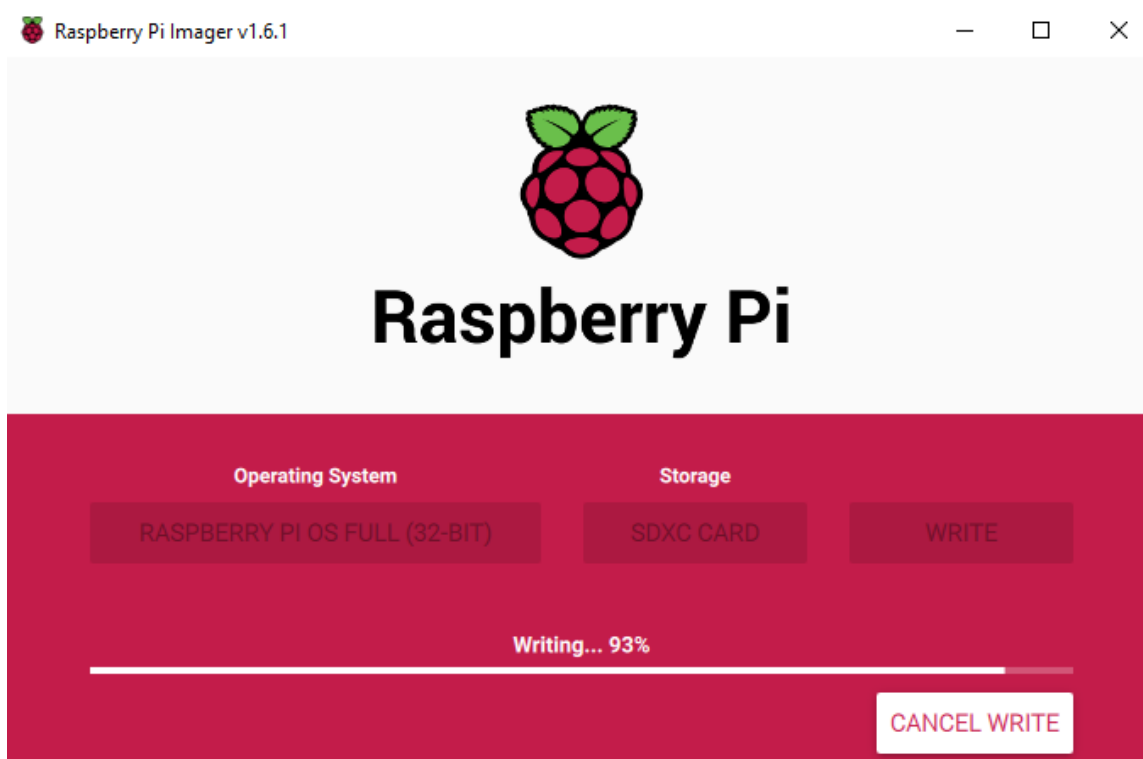 Raspberry Pi Imager v1.6.1
Raspberry Pi
Operating System
Storage
RASPBERRY PI OS FULL (32-BIT)
SDXC CARD
WRITE
Writing... 93%
CANCEL WRITE